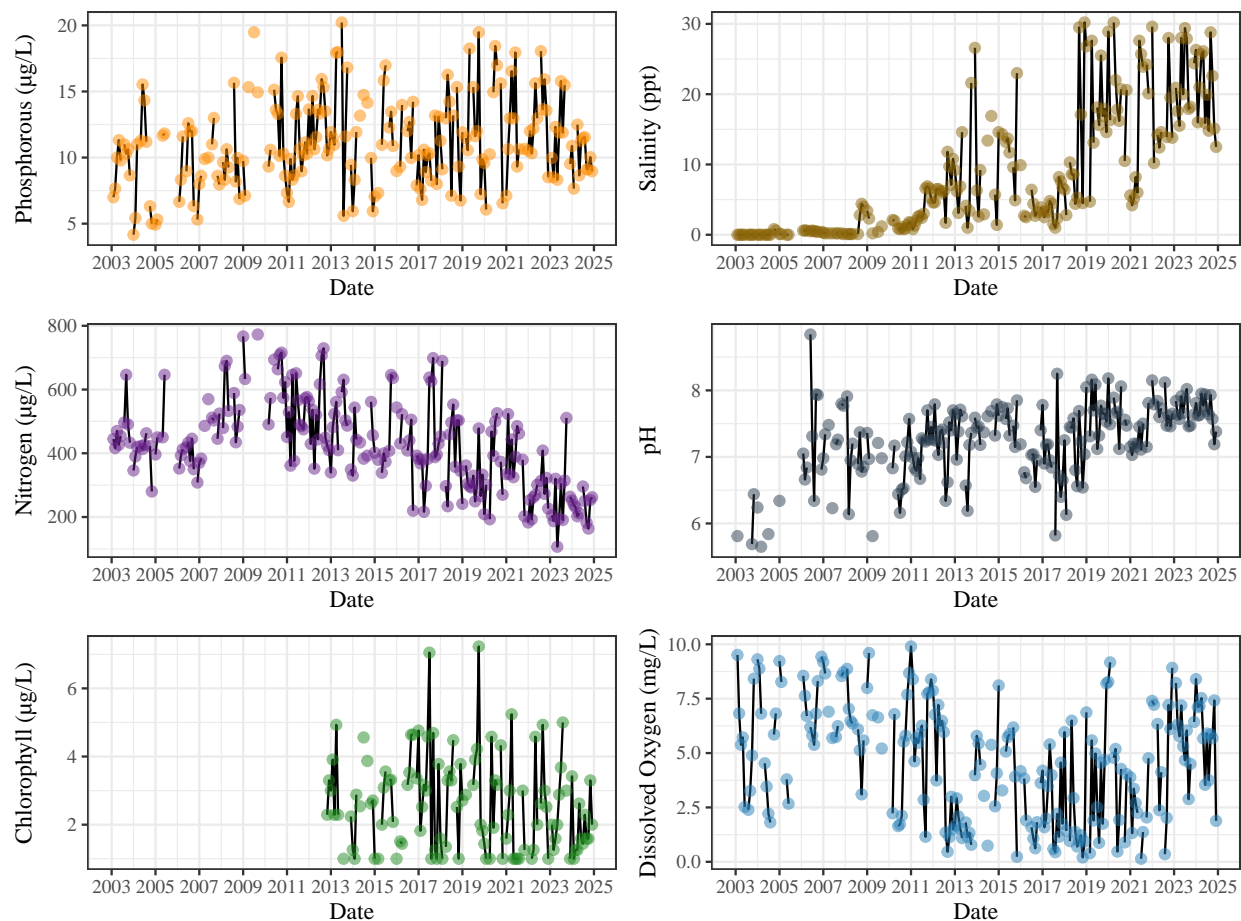 Phosphorous (µg/L)
20
15
10
5
2003 2005 2007 2009 2011 2013 2015 2017 2019 2021 2023 2025
Date
Salinity (ppt)
30
20
10
0
2003 2005 2007 2009 2011 2013 2015 2017 2019 2021 2023 2025
Date
Nitrogen (µg/L)
800
600
400
200
2003 2005 2007 2009 2011 2013 2015 2017 2019 2021 2023 2025
Date
pH
8
7
6
2003 2005 2007 2009 2011 2013 2015 2017 2019 2021 2023 2025
Date
Chlorophyll (µg/L)
6
4
2
2003 2005 2007 2009 2011 2013 2015 2017 2019 2021 2023 2025
Date
Dissolved Oxygen (mg/L)
10.0
7.5
5.0
2.5
0.0
2003 2005 2007 2009 2011 2013 2015 2017 2019 2021 2023 2025
Date